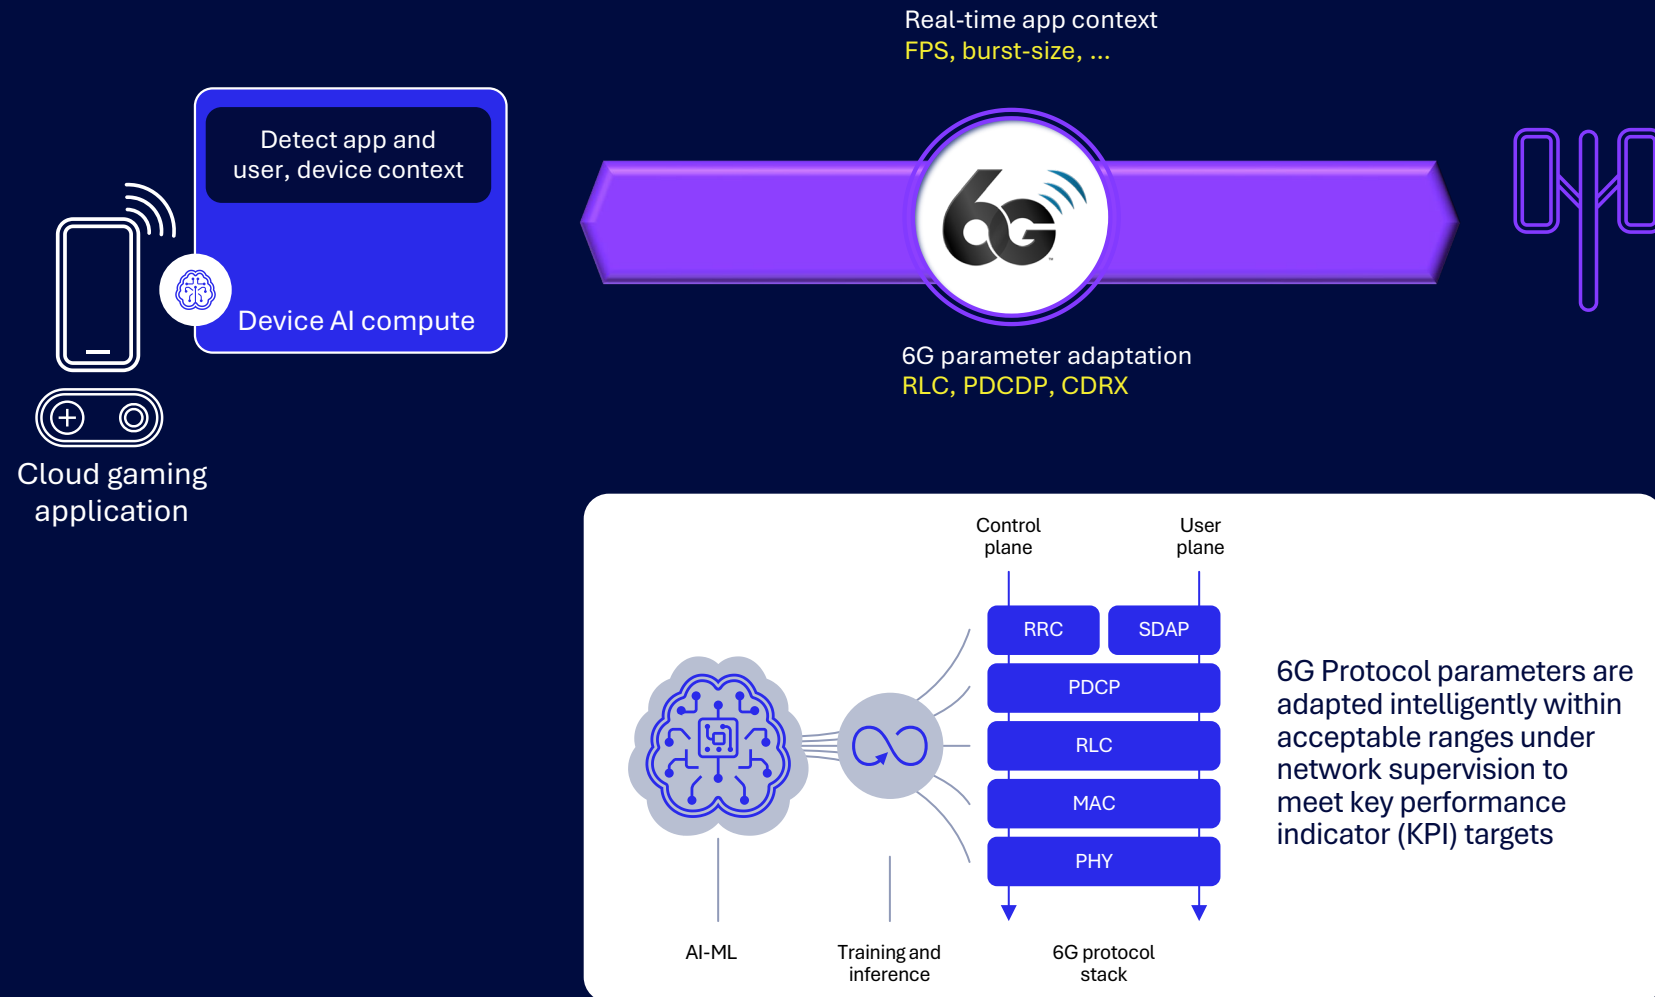 Real-time app context
FPS, burst-size, ...
Detect app and
user, device context
Device AI compute
6G™
6G parameter adaptation
RLC, PDCDP, CDRX
Cloud gaming
application
Control
plane
User
plane
RRC
SDAP
PDCP
RLC
MAC
PHY
6G Protocol parameters are
adapted intelligently within
acceptable ranges under
network supervision to
meet key performance
indicator (KPI) targets
AI-ML
Training and
inference
6G protocol
stack